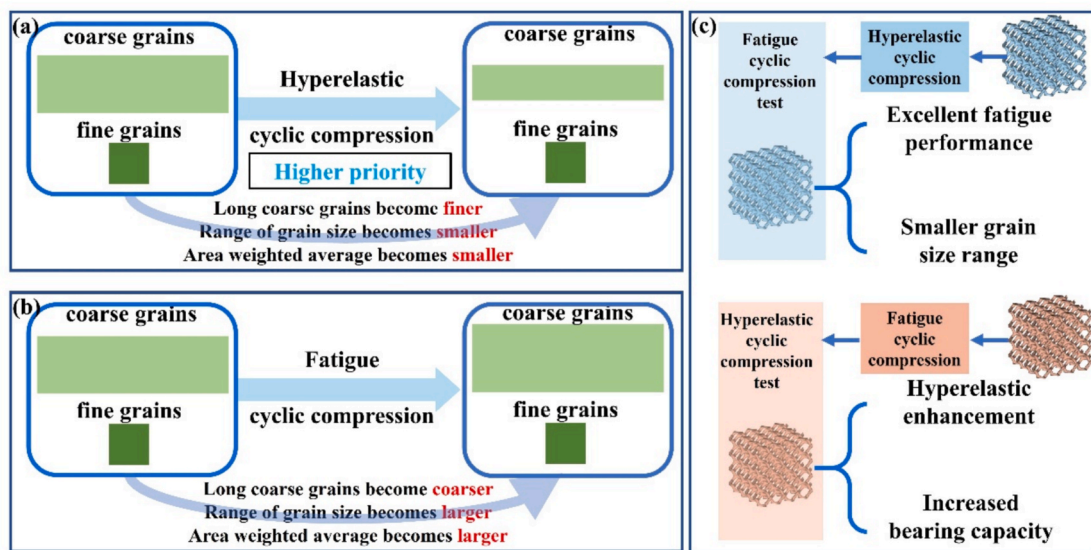 (a)
coarse grains
fine grains
Hyperelastic
cyclic compression
Higher priority
coarse grains
fine grains
Long coarse grains become finer
Range of grain size becomes smaller
Area weighted average becomes smaller
(b)
coarse grains
fine grains
Fatigue
cyclic compression
coarse grains
fine grains
Long coarse grains become coarser
Range of grain size becomes larger
Area weighted average becomes larger
(c)
Fatigue
cyclic
compression
test
Hyperelastic
cyclic
compression
Excellent fatigue
performance
Smaller grain
size range
Hyperelastic
cyclic
compression
test
Fatigue
cyclic
compression
Hyperelastic
enhancement
Increased
bearing capacity